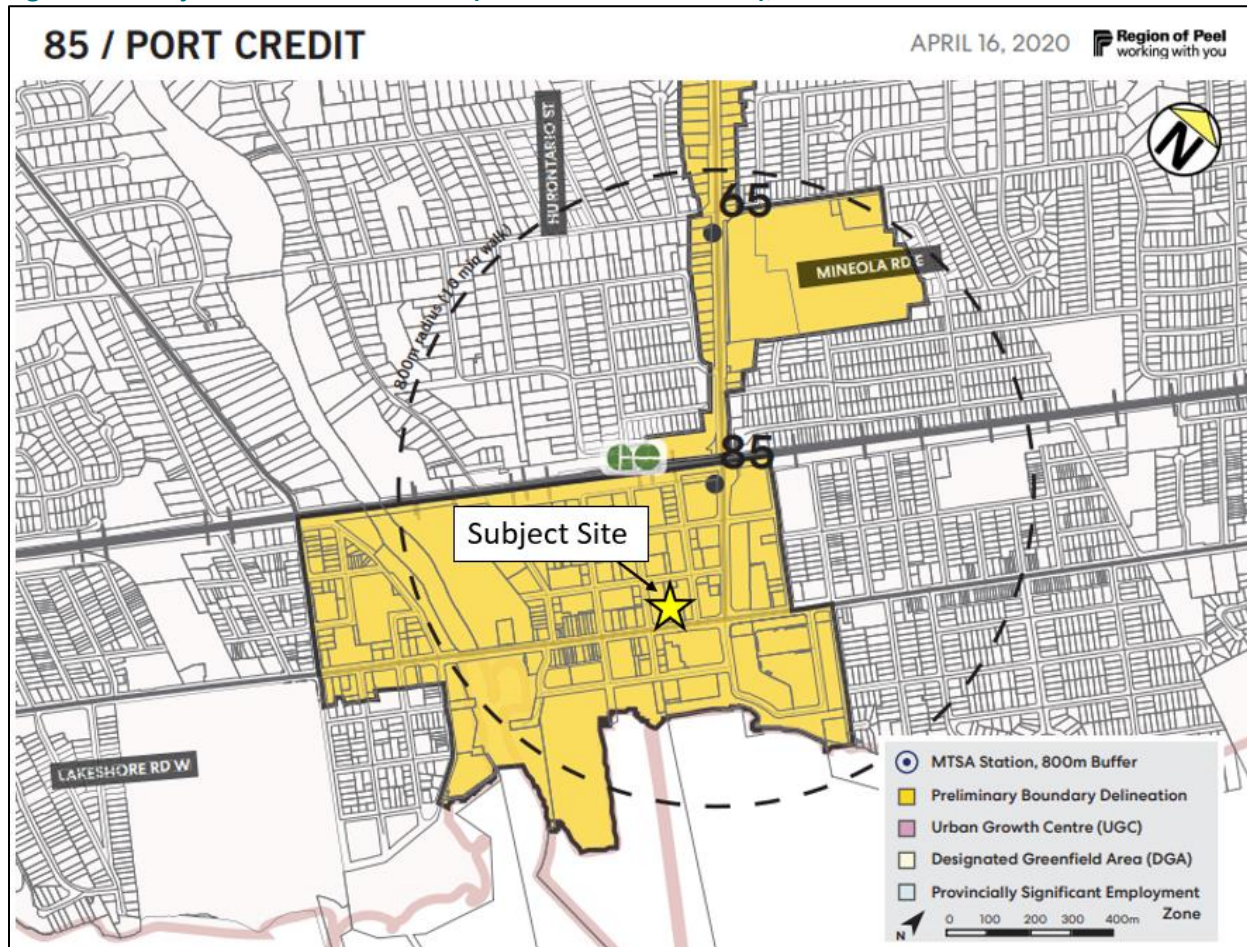 85 / PORT CREDIT
APRIL 16, 2020
Region of Peel
working with you
HURONTARIO ST
N
65
800m radius (10 min walk)
MINEOLA RD E
GO
85
Subject Site
LAKESHORE RD W
MTSA Station, 800m Buffer
Preliminary Boundary Delineation
Urban Growth Centre (UGC)
Designated Greenfield Area (DGA)
Provincially Significant Employment
Zone
N
0 100 200 300 400m